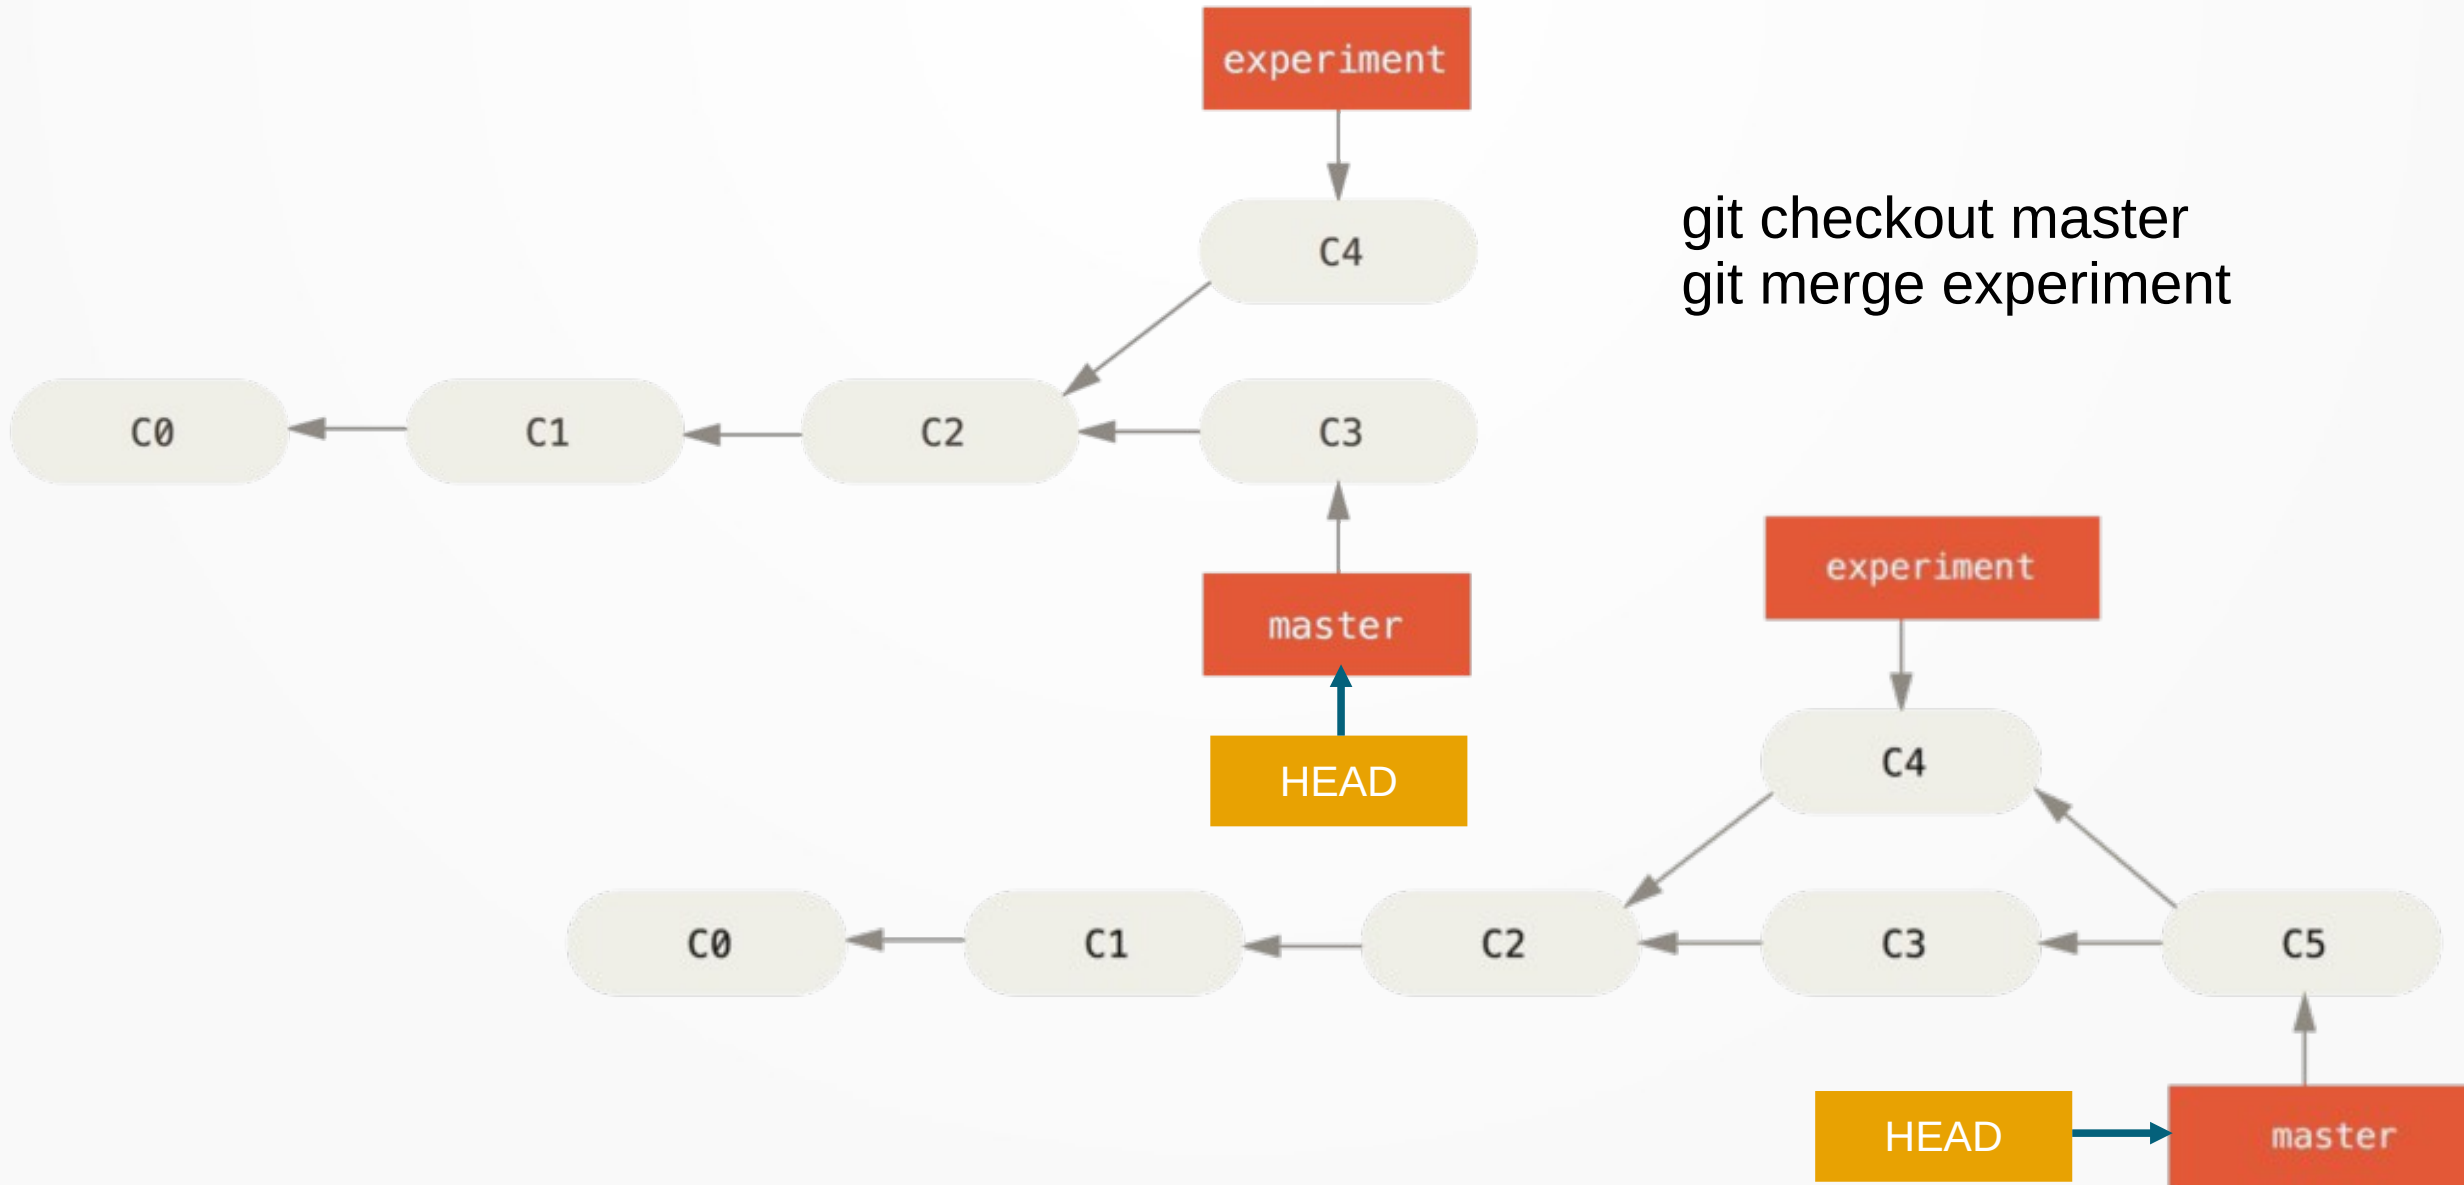 experiment
git checkout master
git merge experiment
C4
C0
C1
C2
C3
master
HEAD
experiment
C4
C0
C1
C2
C3
C5
HEAD
master